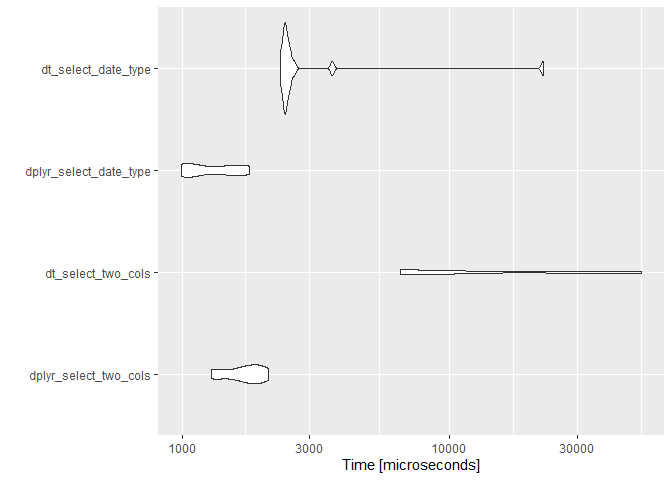 dt_select_date_type
dplyr_select_date_type
dt_select_two_cols
dplyr_select_two_cols
1000 3000 10000 30000
Time [microseconds]